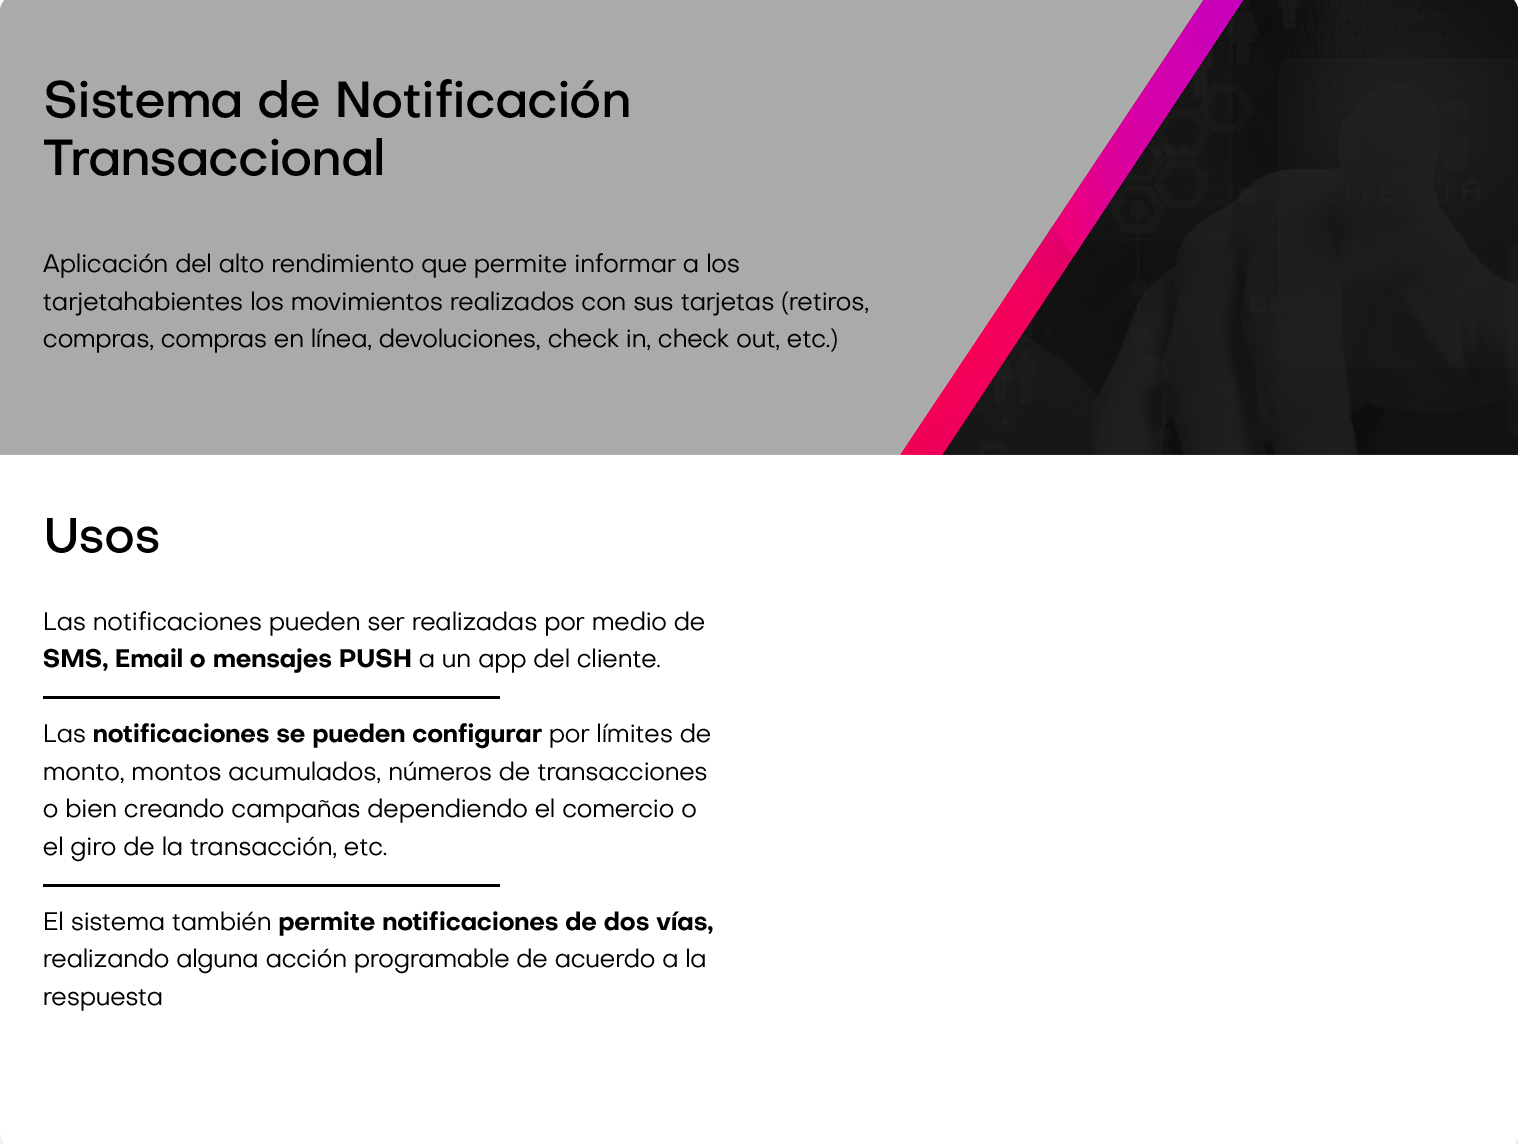 Sistema de Notificación
Transaccional
Aplicación del alto rendimiento que permite informar a los
tarjetahabientes los movimientos realizados con sus tarjetas (retiros,
compras, compras en línea, devoluciones, check in, check out, etc.)
MEDIA
Usos
Las notificaciones pueden ser realizadas por medio de
SMS, Email o mensajes PUSH a un app del cliente.
Las notificaciones se pueden configurar por límites de
monto, montos acumulados, números de transacciones
o bien creando campañas dependiendo el comercio o
el giro de la transacción, etc.
El sistema también permite notificaciones de dos vías,
realizando alguna acción programable de acuerdo a la
respuesta